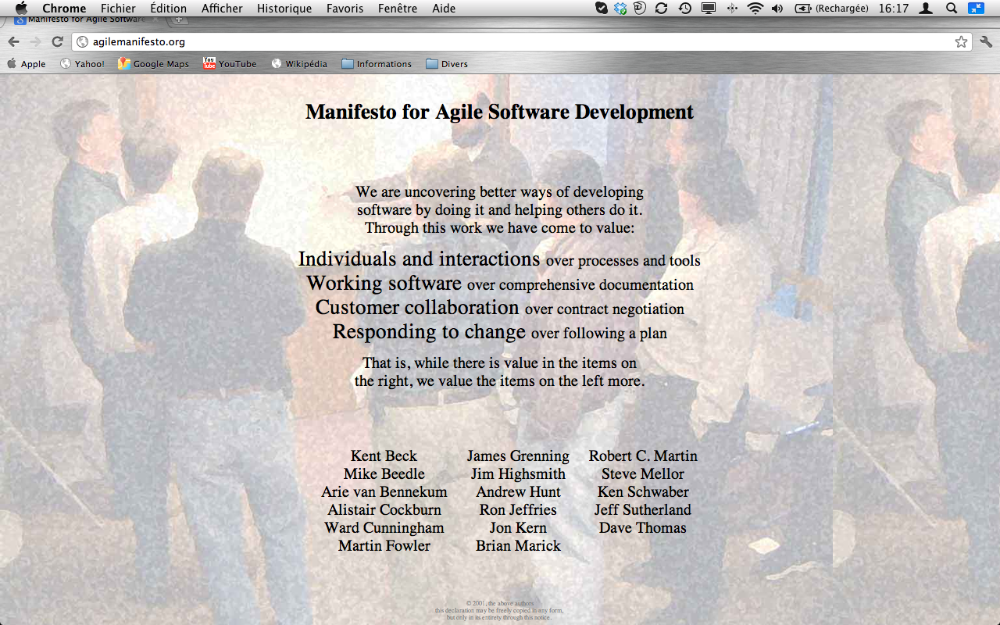 Chrome Fichier Édition Afficher Historique Favoris Fenêtre Aide (Rechargée) 16:17
Manifesto for Agile Software
agilemanifesto.org
Apple Yahoo! Google Maps YouTube Wikipédia Informations Divers
Manifesto for Agile Software Development
We are uncovering better ways of developing
software by doing it and helping others do it.
Through this work we have come to value:
Individuals and interactions over processes and tools
Working software over comprehensive documentation
Customer collaboration over contract negotiation
Responding to change over following a plan
That is, while there is value in the items on
the right, we value the items on the left more.
Kent Beck
Mike Beedle
Arie van Bennekum
Alistair Cockburn
Ward Cunningham
Martin Fowler
James Grenning
Jim Highsmith
Andrew Hunt
Ron Jeffries
Jon Kern
Brian Marick
Robert C. Martin
Steve Mellor
Ken Schwaber
Jeff Sutherland
Dave Thomas
© 2001, the above authors
this declaration may be freely copied in any form,
but only in its entirety through this notice.